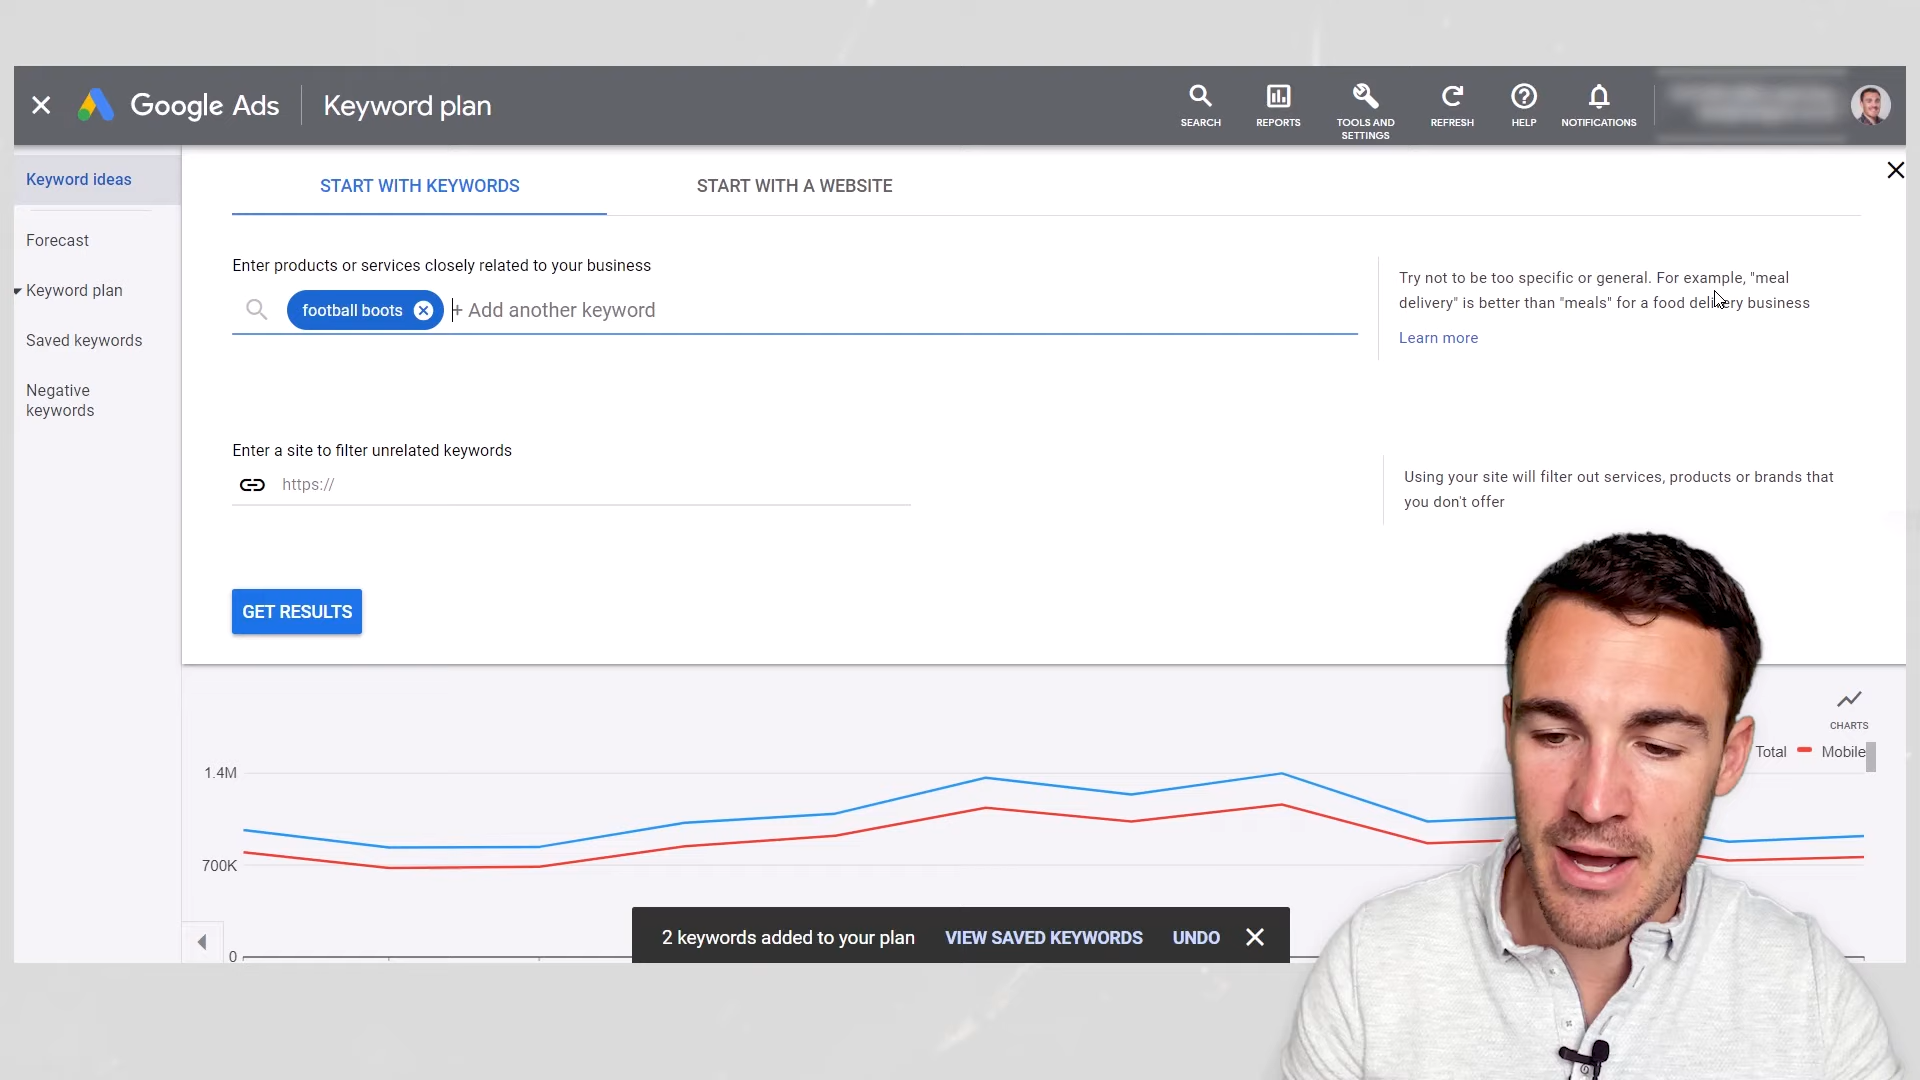 Google Ads
Keyword plan
SEARCH
REPORTS
TOOLS AND
SETTINGS
REFRESH
HELP
NOTIFICATIONS
Keyword ideas
Forecast
Keyword plan
Saved keywords
Negative
keywords
START WITH KEYWORDS
START WITH A WEBSITE
Enter products or services closely related to your business
football boots
+ Add another keyword
Try not to be too specific or general. For example, "meal
delivery" is better than "meals" for a food delivery business
Learn more
Enter a site to filter unrelated keywords
https://
Using your site will filter out services, products or brands that
you don't offer
GET RESULTS
CHARTS
Total
Mobile
1.4M
700K
0
2 keywords added to your plan
VIEW SAVED KEYWORDS
UNDO